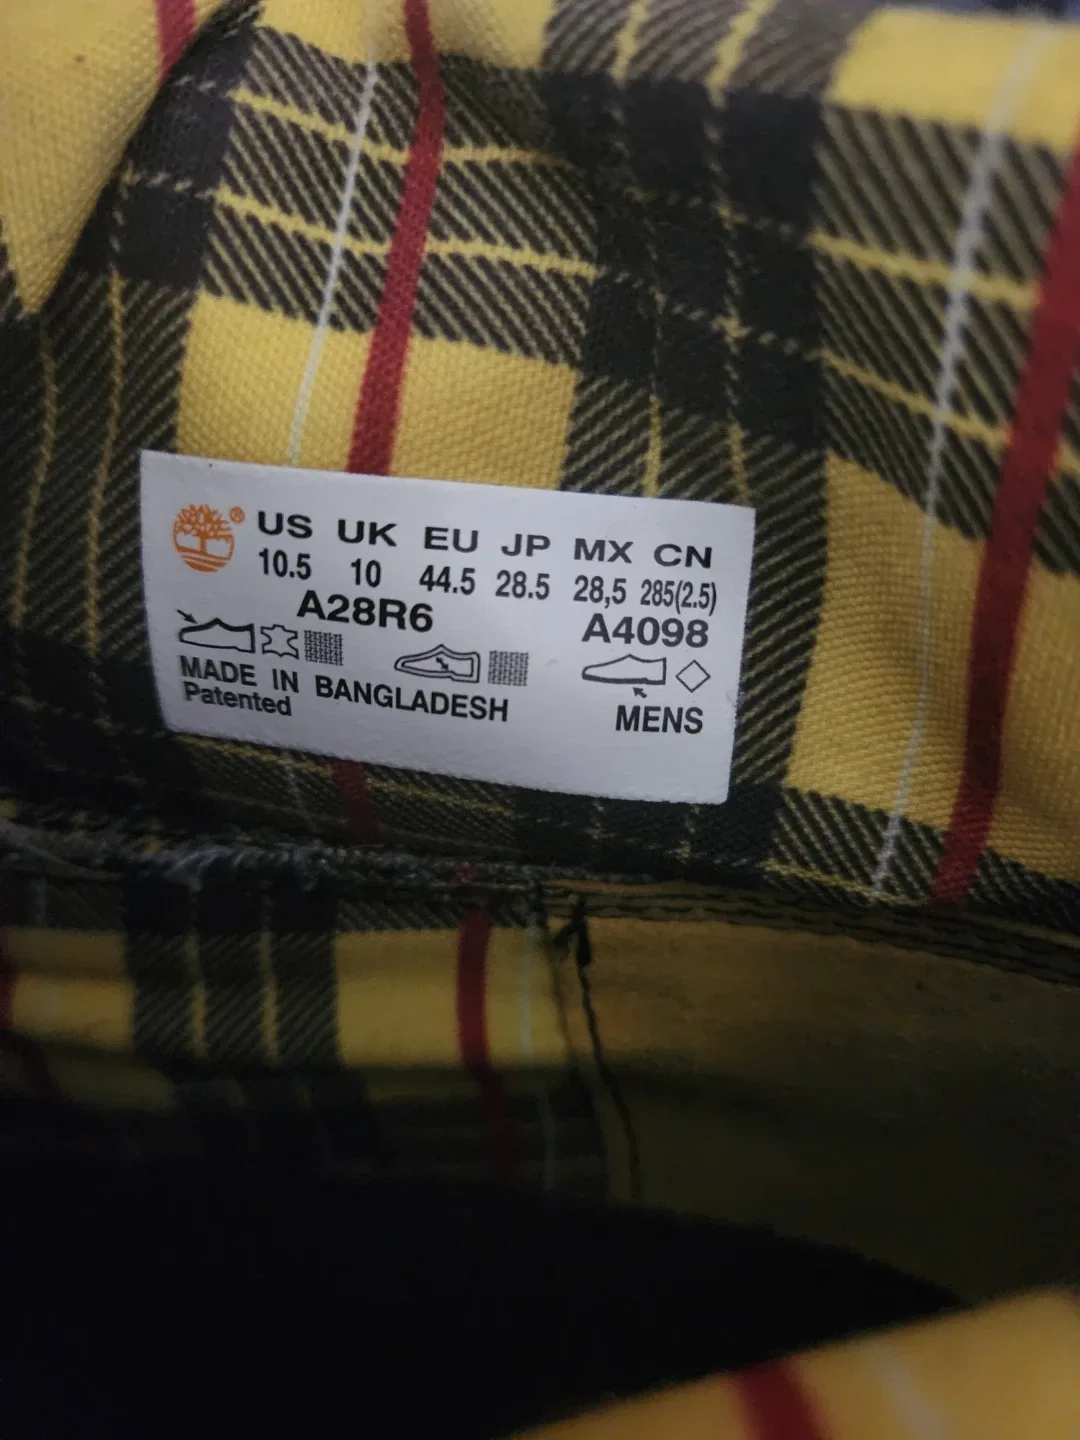 ® US UK EU JP MX CN
10.5 10 44.5 28.5 28,5 285(2.5)
A28R6 A4098
MADE IN BANGLADESH
Patented MENS